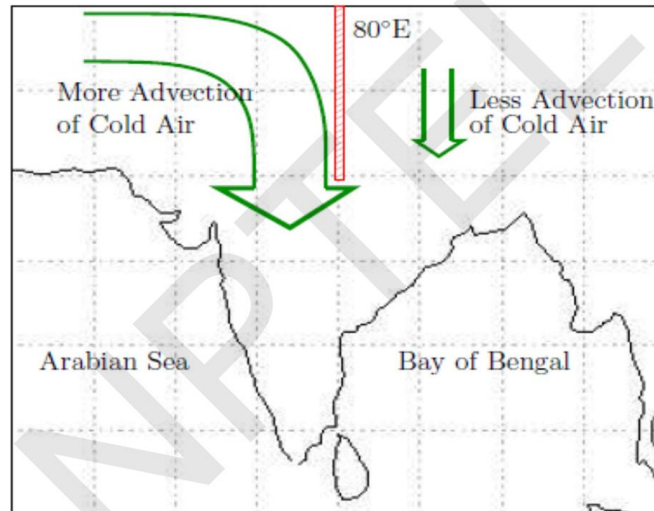 80°E
More Advection
of Cold Air
Less Advection
of Cold Air
Arabian Sea
Bay of Bengal
NPTEL